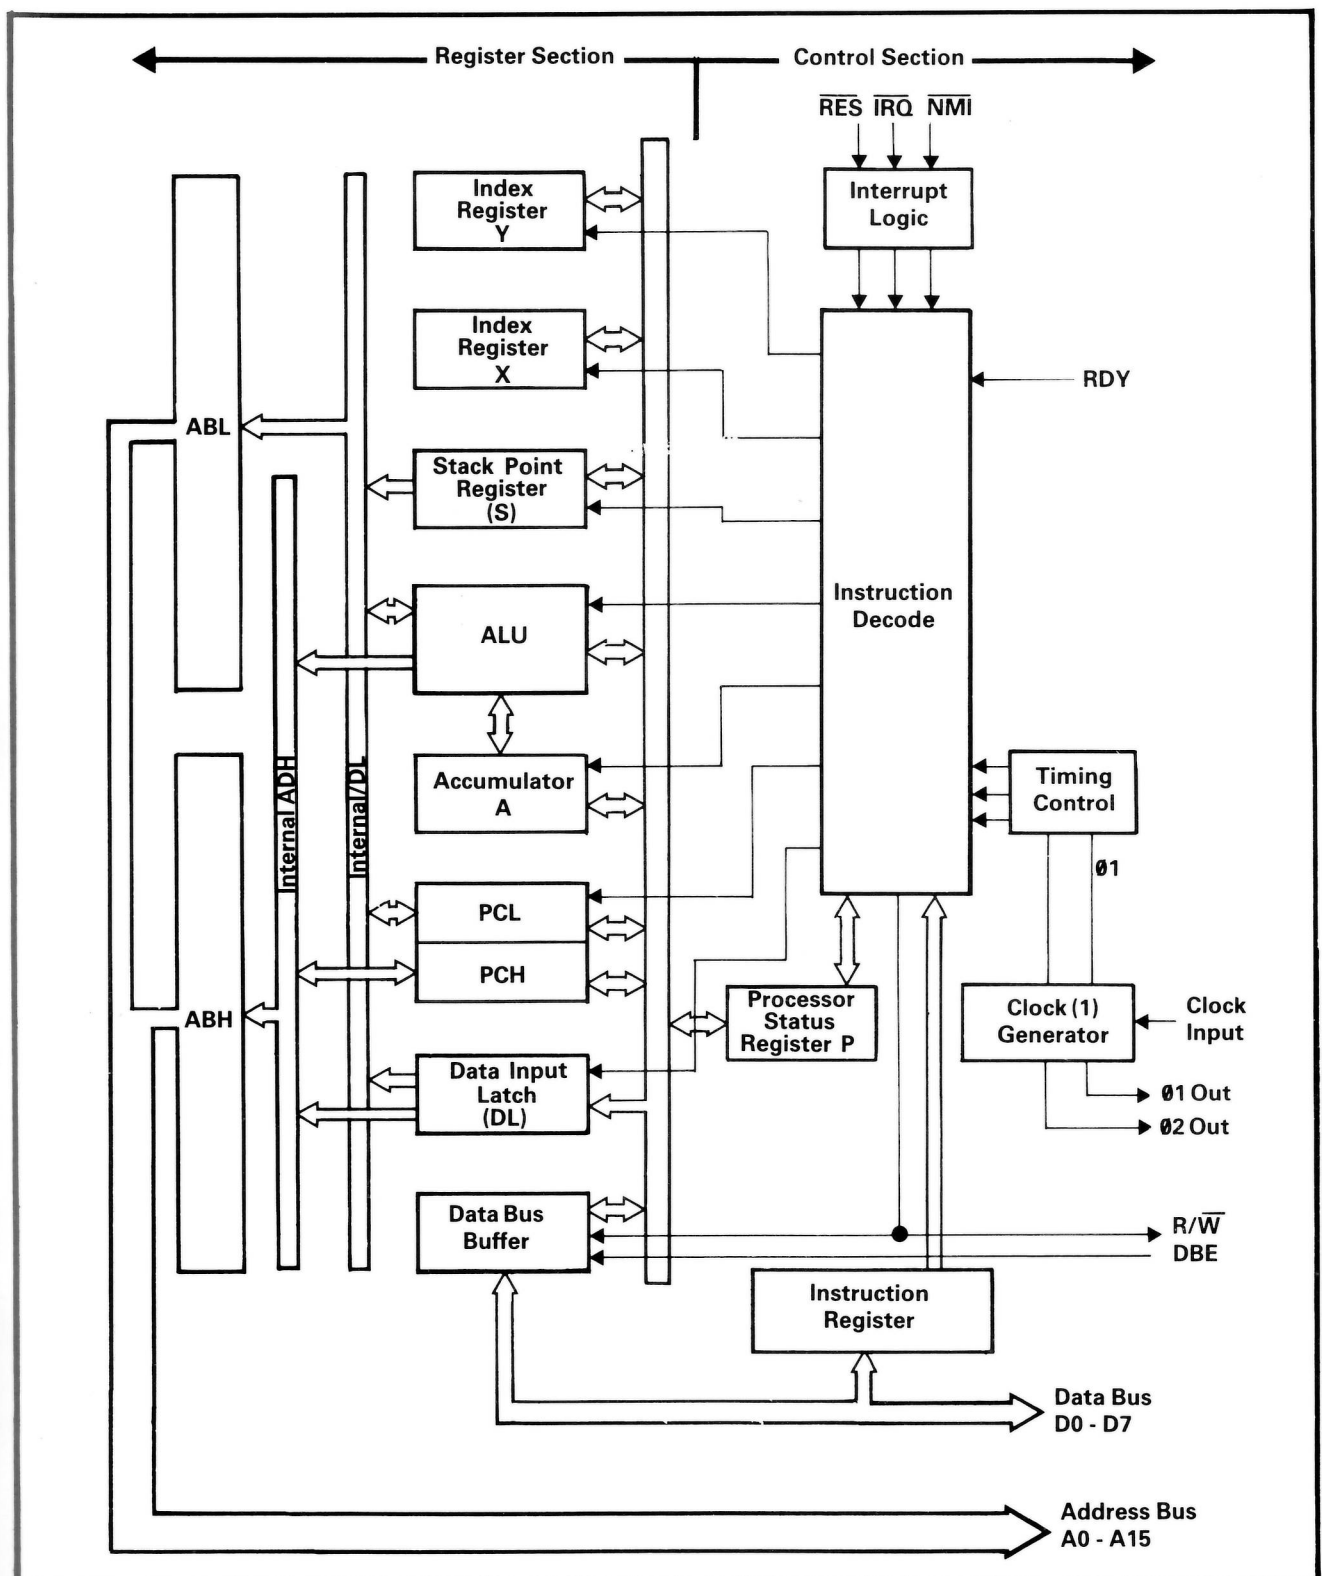 Register Section
Control Section
RES IRQ NMI
Index
Register
Y
Interrupt
Logic
Index
Register
X
RDY
ABL
Stack Point
Register
(S)
Instruction
Decode
ALU
Internal ADH
Internal/DL
Accumulator
A
Timing
Control
Ø1
PCL
PCH
ABH
Processor
Status
Register P
Clock (1)
Generator
Clock
Input
Data Input
Latch
(DL)
Ø1 Out
Ø2 Out
Data Bus
Buffer
R/W
DBE
Instruction
Register
Data Bus
D0 - D7
Address Bus
A0 - A15